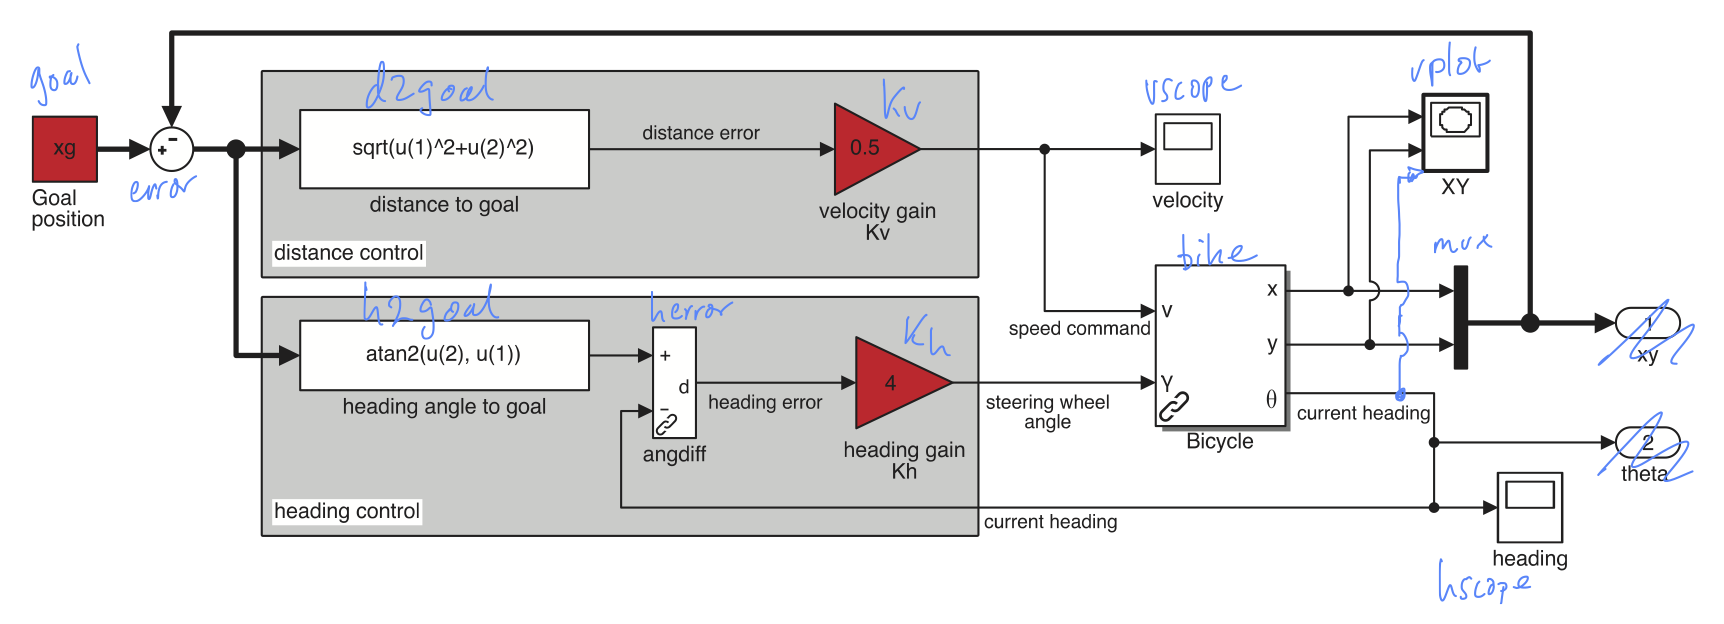 goal
xg
Goal
position
error
+
−
d2goal
sqrt(u(1)^2+u(2)^2)
distance to goal
distance control
distance error
Kv
0.5
velocity gain
Kv
vscope
velocity
vplot
XY
h2goal
atan2(u(2), u(1))
heading angle to goal
heading control
herror
+
d
−
angdiff
heading error
Kh
4
heading gain
Kh
speed command
steering wheel
angle
bike
v
γ
x
y
θ
Bicycle
current heading
mux
1
xy
2
theta
current heading
heading
hscope